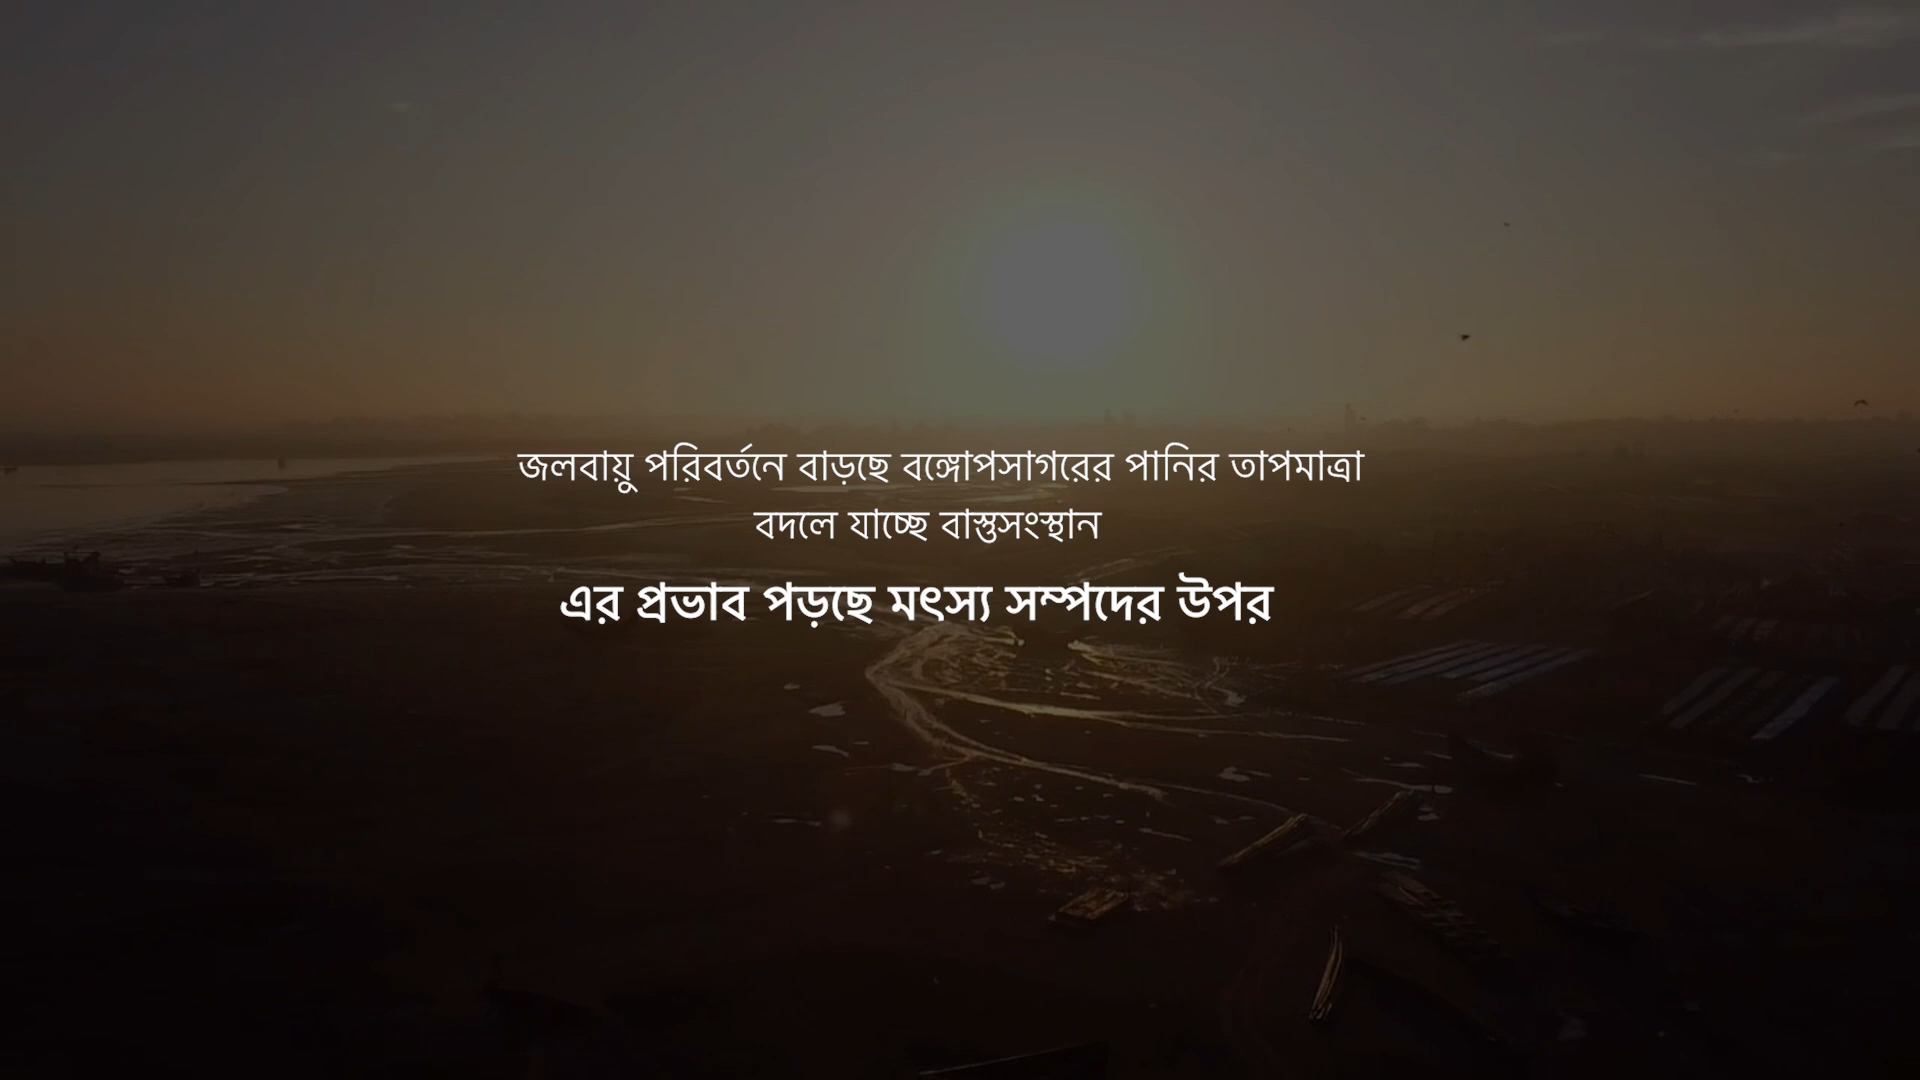 জলবায়ু পরিবর্তনে বাড়ছে বঙ্গোপসাগরের পানির তাপমাত্রা
বদলে যাচ্ছে বাস্তুসংস্থান
এর প্রভাব পড়ছে মৎস্য সম্পদের উপর